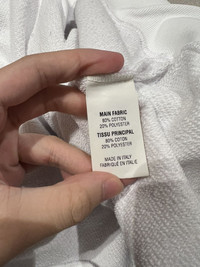 MAIN FABRIC
80% COTTON
20% POLYESTER
TISSU PRINCIPAL
80% COTON
20% POLYESTER
MADE IN ITALY
FABRIQUÉ EN ITALIE